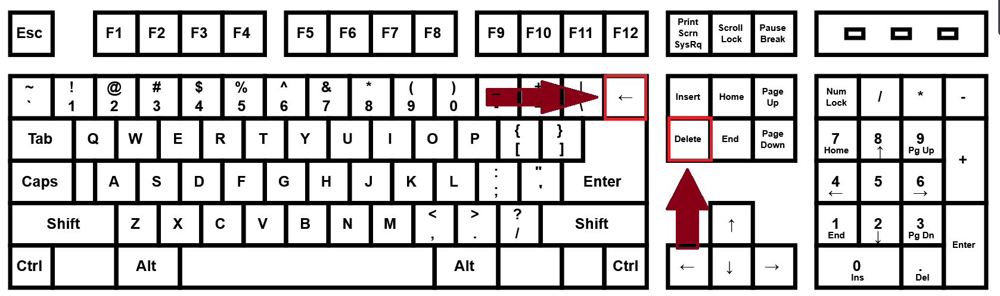 Esc F1 F2 F3 F4 F5 F6 F7 F8 F9 F10 F11 F12
Print
Scrn
SysRq
Scroll
Lock
Pause
Break
~ ! @ # $ % ^ & * ( )
` 1 2 3 4 5 6 7 8 9 0
←
Insert
Home
Page
Up
Num
Lock
/ * -
Tab Q W E R T Y U I O P
{ }
[ ]
Delete
End
Page
Down
7 8 9
Home ↑ Pg Up
+
Caps A S D F G H J K L
: "
; '
Enter
4 5 6
← →
Shift Z X C V B N M
< > ?
, . /
Shift
↑
1 2 3
End ↓ Pg Dn
Enter
Ctrl Alt Alt Ctrl
← ↓ →
0 .
Ins Del